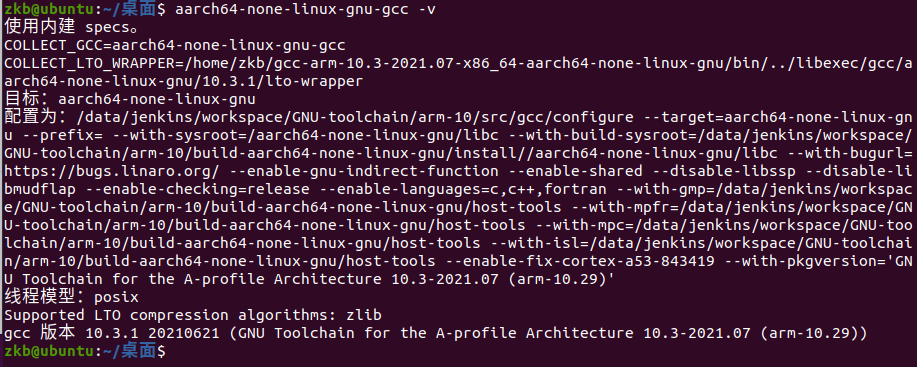 zkb@ubuntu:~/桌面$ aarch64-none-linux-gnu-gcc -v
使用内建 specs。
COLLECT_GCC=aarch64-none-linux-gnu-gcc
COLLECT_LTO_WRAPPER=/home/zkb/gcc-arm-10.3-2021.07-x86_64-aarch64-none-linux-gnu/bin/../libexec/gcc/a
arch64-none-linux-gnu/10.3.1/lto-wrapper
目标：aarch64-none-linux-gnu
配置为：/data/jenkins/workspace/GNU-toolchain/arm-10/src/gcc/configure --target=aarch64-none-linux-gn
u --prefix= --with-sysroot=/aarch64-none-linux-gnu/libc --with-build-sysroot=/data/jenkins/workspace/
GNU-toolchain/arm-10/build-aarch64-none-linux-gnu/install//aarch64-none-linux-gnu/libc --with-bugurl=
https://bugs.linaro.org/ --enable-gnu-indirect-function --enable-shared --disable-libssp --disable-li
bmudflap --enable-checking=release --enable-languages=c,c++,fortran --with-gmp=/data/jenkins/workspac
e/GNU-toolchain/arm-10/build-aarch64-none-linux-gnu/host-tools --with-mpfr=/data/jenkins/workspace/GN
U-toolchain/arm-10/build-aarch64-none-linux-gnu/host-tools --with-mpc=/data/jenkins/workspace/GNU-too
lchain/arm-10/build-aarch64-none-linux-gnu/host-tools --with-isl=/data/jenkins/workspace/GNU-toolchai
n/arm-10/build-aarch64-none-linux-gnu/host-tools --enable-fix-cortex-a53-843419 --with-pkgversion='GN
U Toolchain for the A-profile Architecture 10.3-2021.07 (arm-10.29)'
线程模型：posix
Supported LTO compression algorithms: zlib
gcc 版本 10.3.1 20210621 (GNU Toolchain for the A-profile Architecture 10.3-2021.07 (arm-10.29))
zkb@ubuntu:~/桌面$